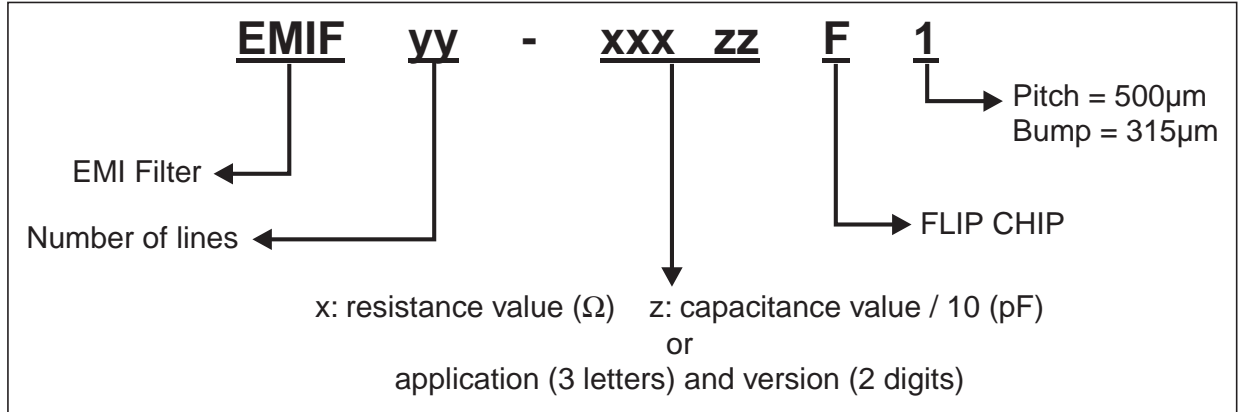 EMIF yy - xxx zz F 1
Pitch = 500µm
Bump = 315µm
EMI Filter
Number of lines
FLIP CHIP
x: resistance value (Ω) z: capacitance value / 10 (pF)
or
application (3 letters) and version (2 digits)